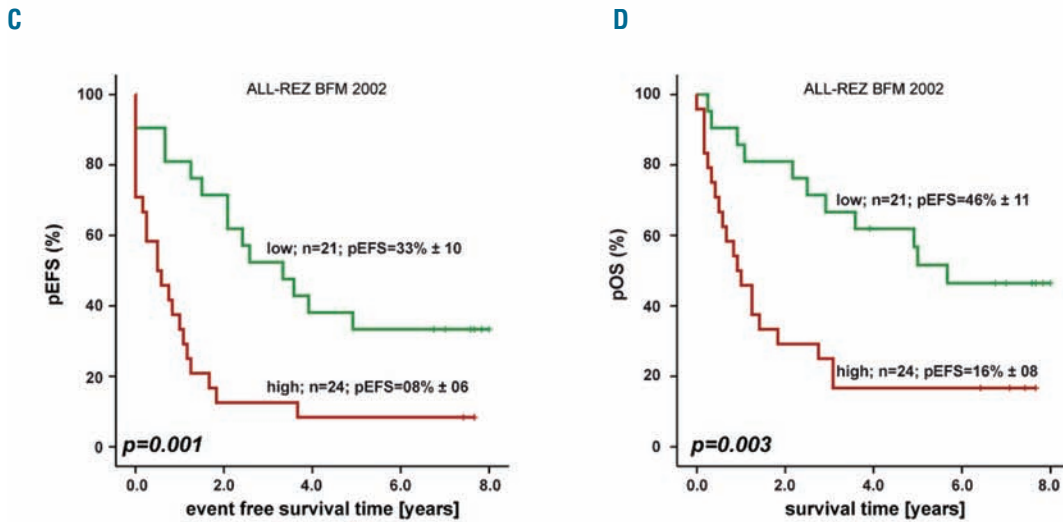 C
ALL-REZ BFM 2002
pEFS (%)
100
80
60
40
20
0
low; n=21; pEFS=33% ± 10
high; n=24; pEFS=08% ± 06
p=0.001
0.0 2.0 4.0 6.0 8.0
event free survival time [years]
D
ALL-REZ BFM 2002
pOS (%)
100
80
60
40
20
0
low; n=21; pEFS=46% ± 11
high; n=24; pEFS=16% ± 08
p=0.003
0.0 2.0 4.0 6.0 8.0
survival time [years]